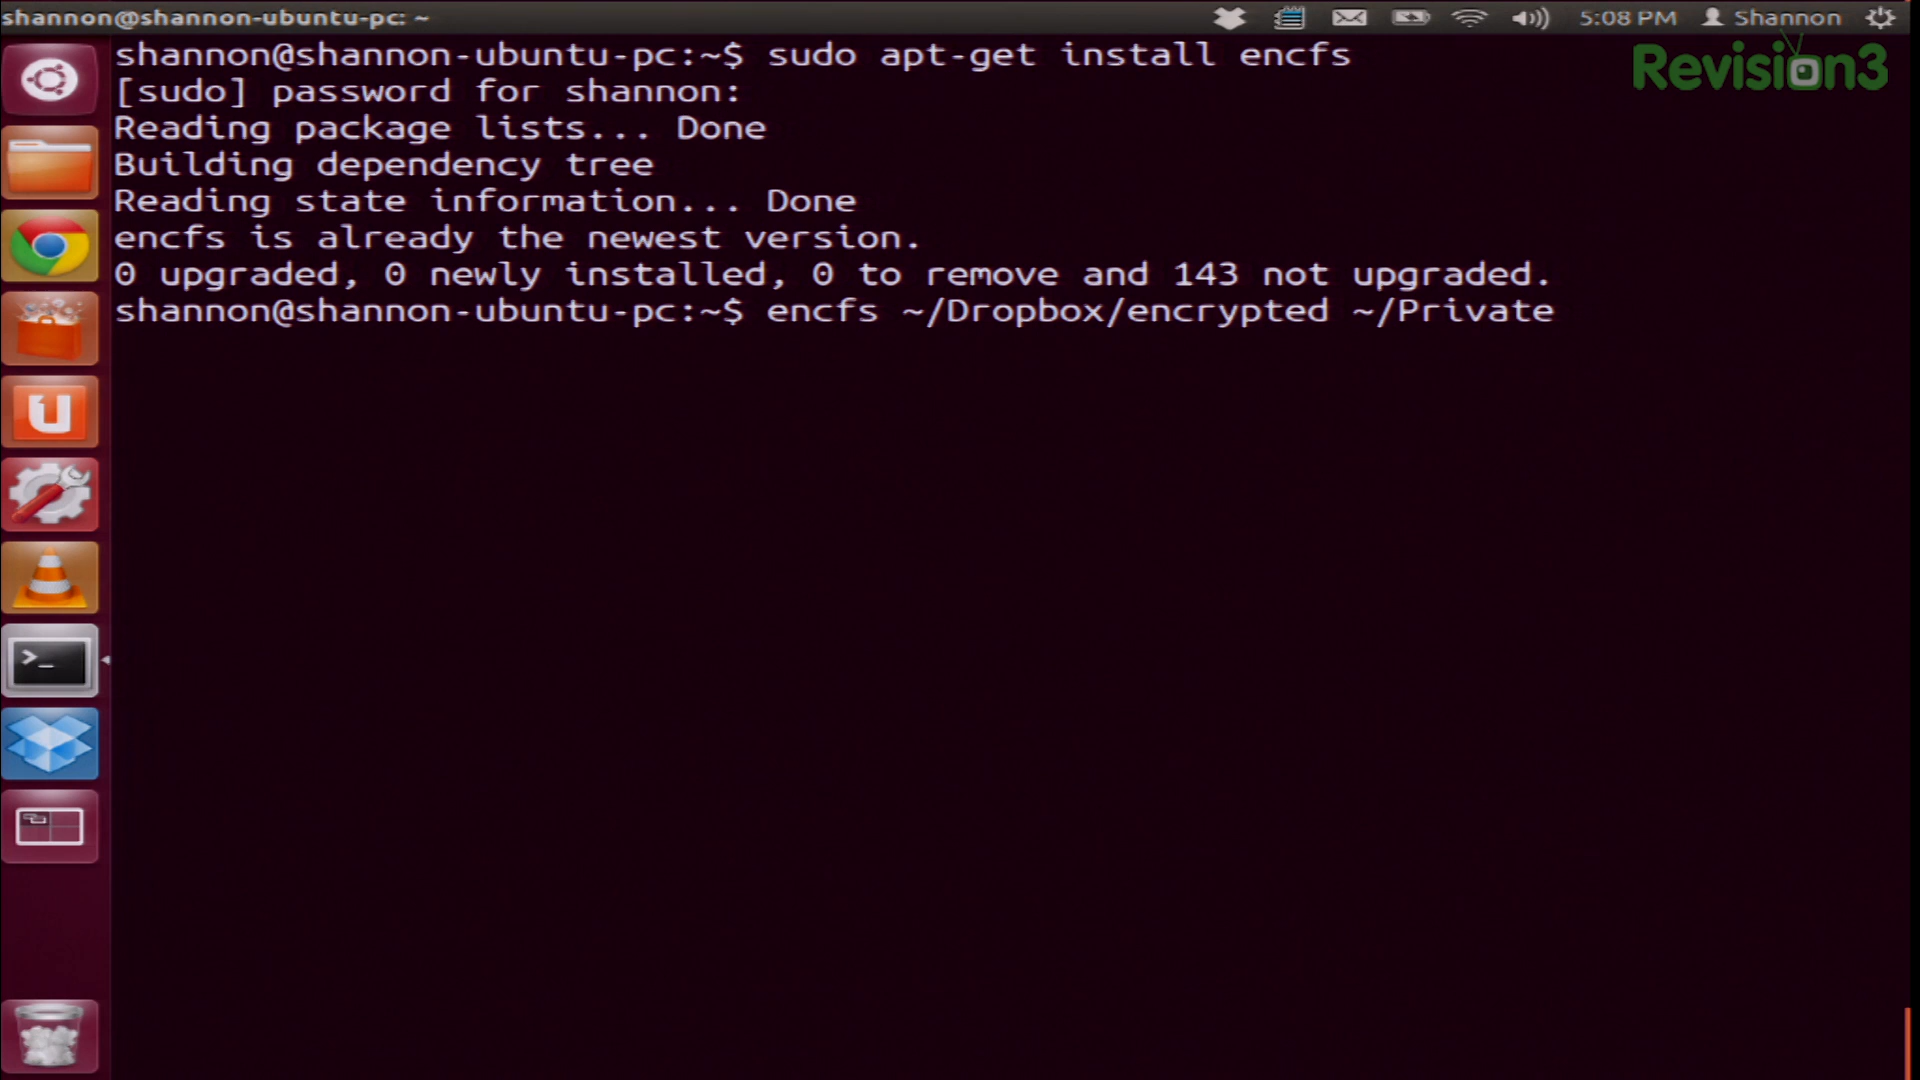 shannon@shannon-ubuntu-pc: ~
5:08 PM Shannon
Revision3
shannon@shannon-ubuntu-pc:~$ sudo apt-get install encfs
[sudo] password for shannon:
Reading package lists... Done
Building dependency tree
Reading state information... Done
encfs is already the newest version.
0 upgraded, 0 newly installed, 0 to remove and 143 not upgraded.
shannon@shannon-ubuntu-pc:~$ encfs ~/Dropbox/encrypted ~/Private
U
>_